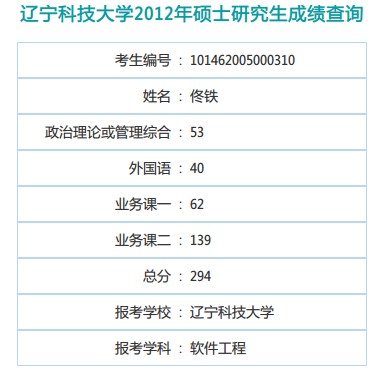 辽宁科技大学2012年硕士研究生成绩查询
考生编号 : 101462005000310
姓名 : 佟铁
政治理论或管理综合 : 53
外国语 : 40
业务课一 : 62
业务课二 : 139
总分 : 294
报考学校 : 辽宁科技大学
报考学科 : 软件工程